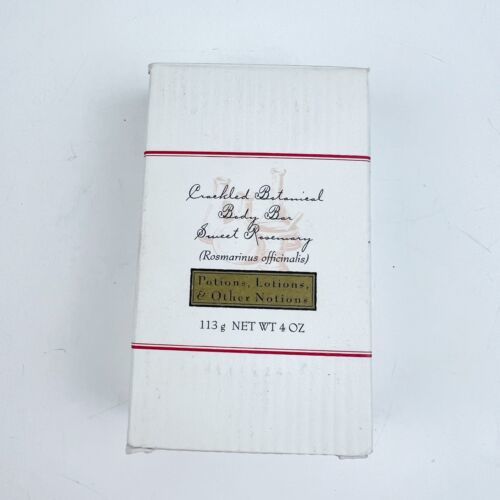 Crackled Botanical
Body Bar
Sweet Rosemary
(Rosmarinus officinalis)
Potions, Lotions,
& Other Notions
113 g NET WT 4 OZ